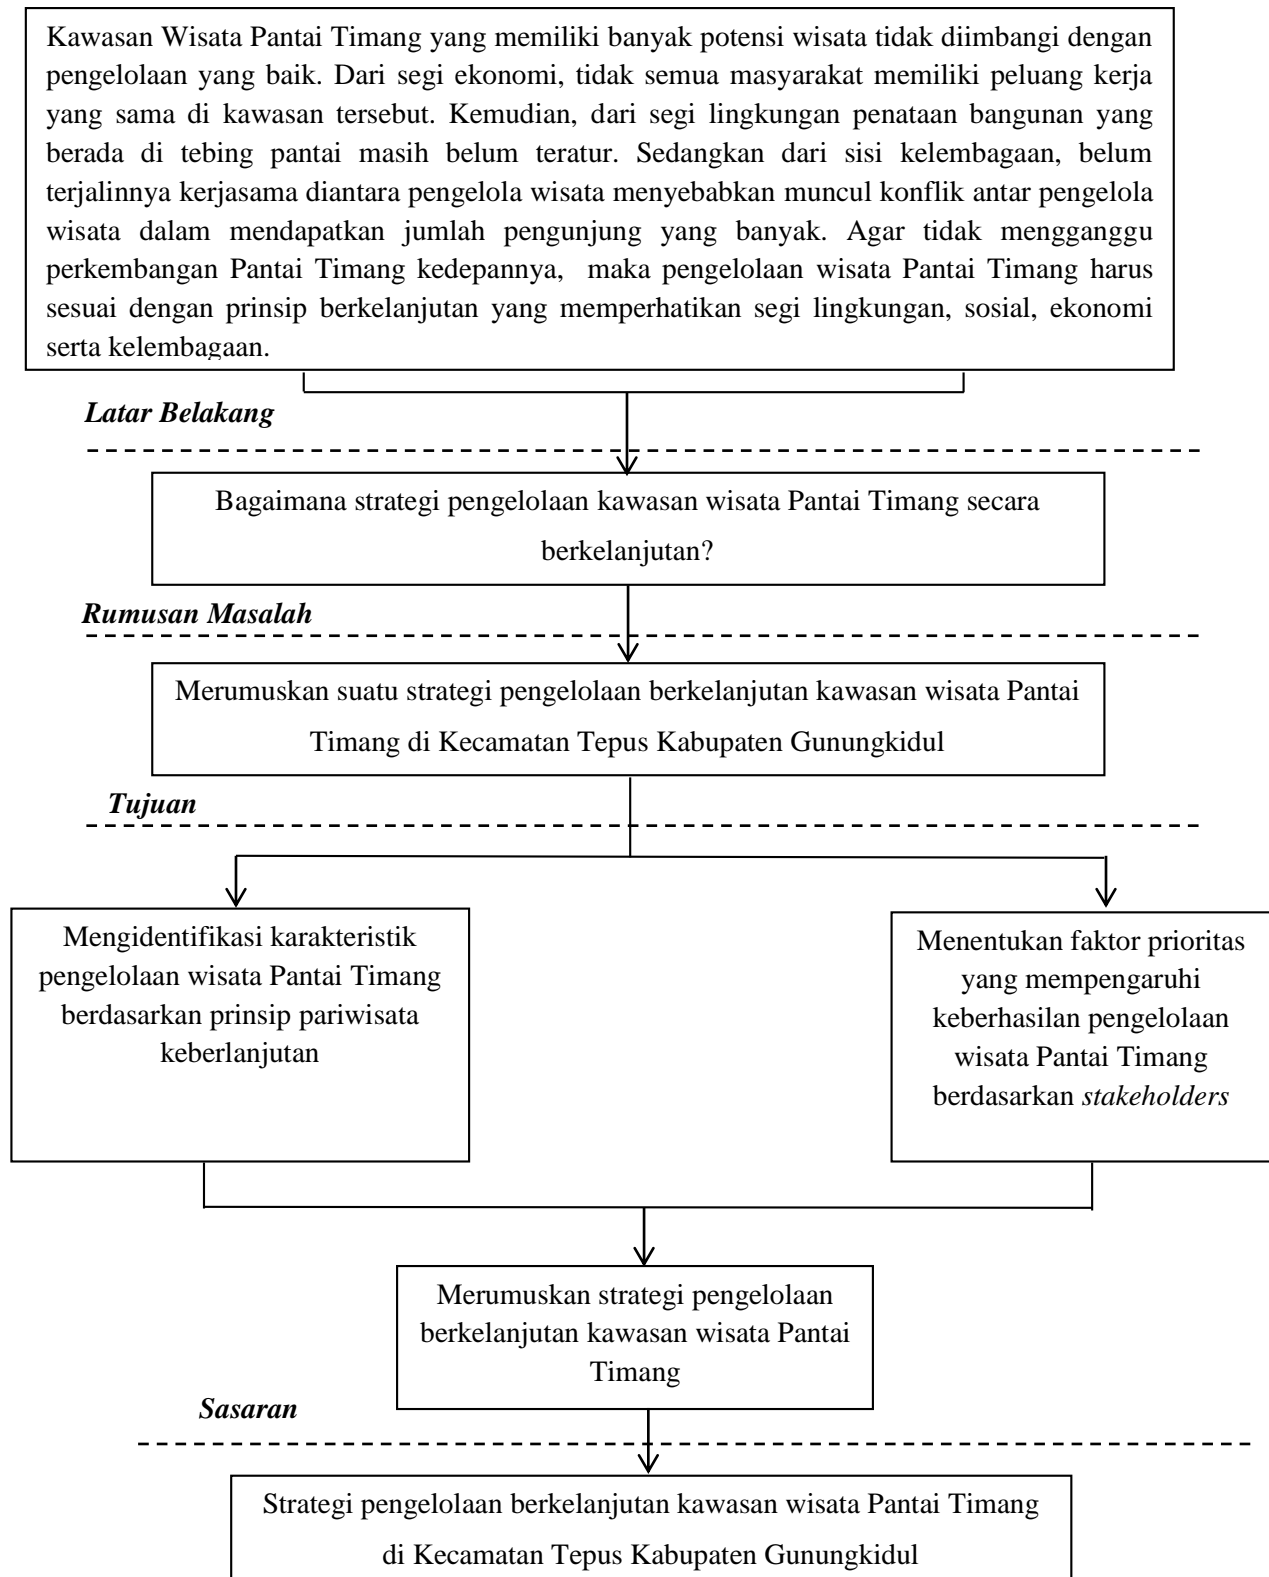 Kawasan Wisata Pantai Timang yang memiliki banyak potensi wisata tidak diimbangi dengan
pengelolaan yang baik. Dari segi ekonomi, tidak semua masyarakat memiliki peluang kerja
yang sama di kawasan tersebut. Kemudian, dari segi lingkungan penataan bangunan yang
berada di tebing pantai masih belum teratur. Sedangkan dari sisi kelembagaan, belum
terjalinnya kerjasama diantara pengelola wisata menyebabkan muncul konflik antar pengelola
wisata dalam mendapatkan jumlah pengunjung yang banyak. Agar tidak mengganggu
perkembangan Pantai Timang kedepannya, maka pengelolaan wisata Pantai Timang harus
sesuai dengan prinsip berkelanjutan yang memperhatikan segi lingkungan, sosial, ekonomi
serta kelembagaan.
Latar Belakang
Bagaimana strategi pengelolaan kawasan wisata Pantai Timang secara
berkelanjutan?
Rumusan Masalah
Merumuskan suatu strategi pengelolaan berkelanjutan kawasan wisata Pantai
Timang di Kecamatan Tepus Kabupaten Gunungkidul
Tujuan
Mengidentifikasi karakteristik
pengelolaan wisata Pantai Timang
berdasarkan prinsip pariwisata
keberlanjutan
Menentukan faktor prioritas
yang mempengaruhi
keberhasilan pengelolaan
wisata Pantai Timang
berdasarkan stakeholders
Merumuskan strategi pengelolaan
berkelanjutan kawasan wisata Pantai
Timang
Sasaran
Strategi pengelolaan berkelanjutan kawasan wisata Pantai Timang
di Kecamatan Tepus Kabupaten Gunungkidul